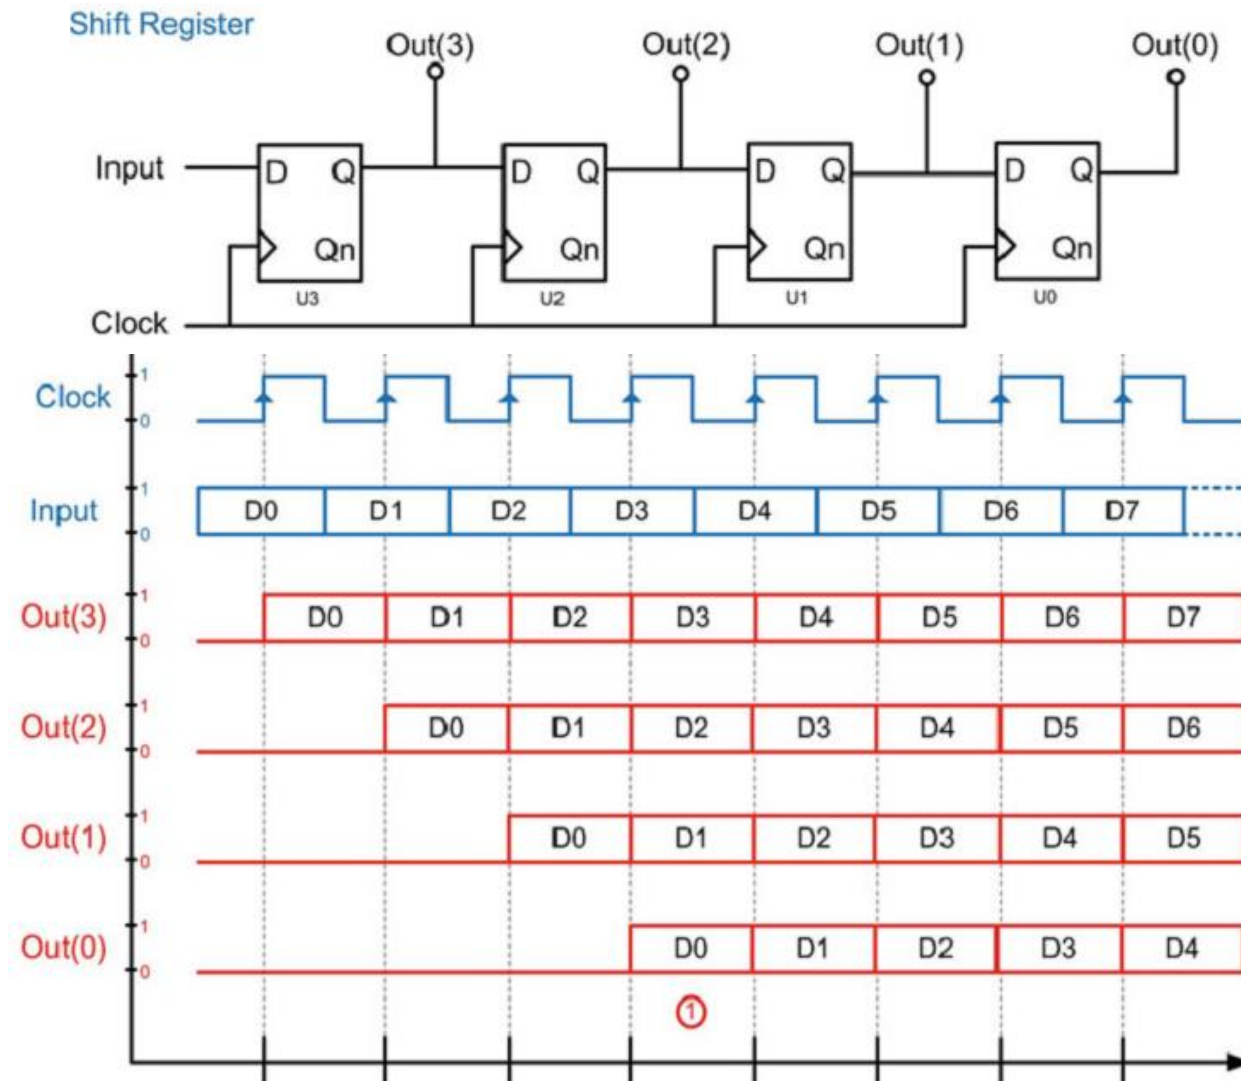 Shift Register
Out(3) Out(2) Out(1) Out(0)
Input D Q D Q D Q D Q
Qn Qn Qn Qn
U3 U2 U1 U0
Clock
Clock 1
0
Input 1 D0 D1 D2 D3 D4 D5 D6 D7
0
Out(3) 1 D0 D1 D2 D3 D4 D5 D6 D7
0
Out(2) 1 D0 D1 D2 D3 D4 D5 D6
0
Out(1) 1 D0 D1 D2 D3 D4 D5
0
Out(0) 1 D0 D1 D2 D3 D4
0
1